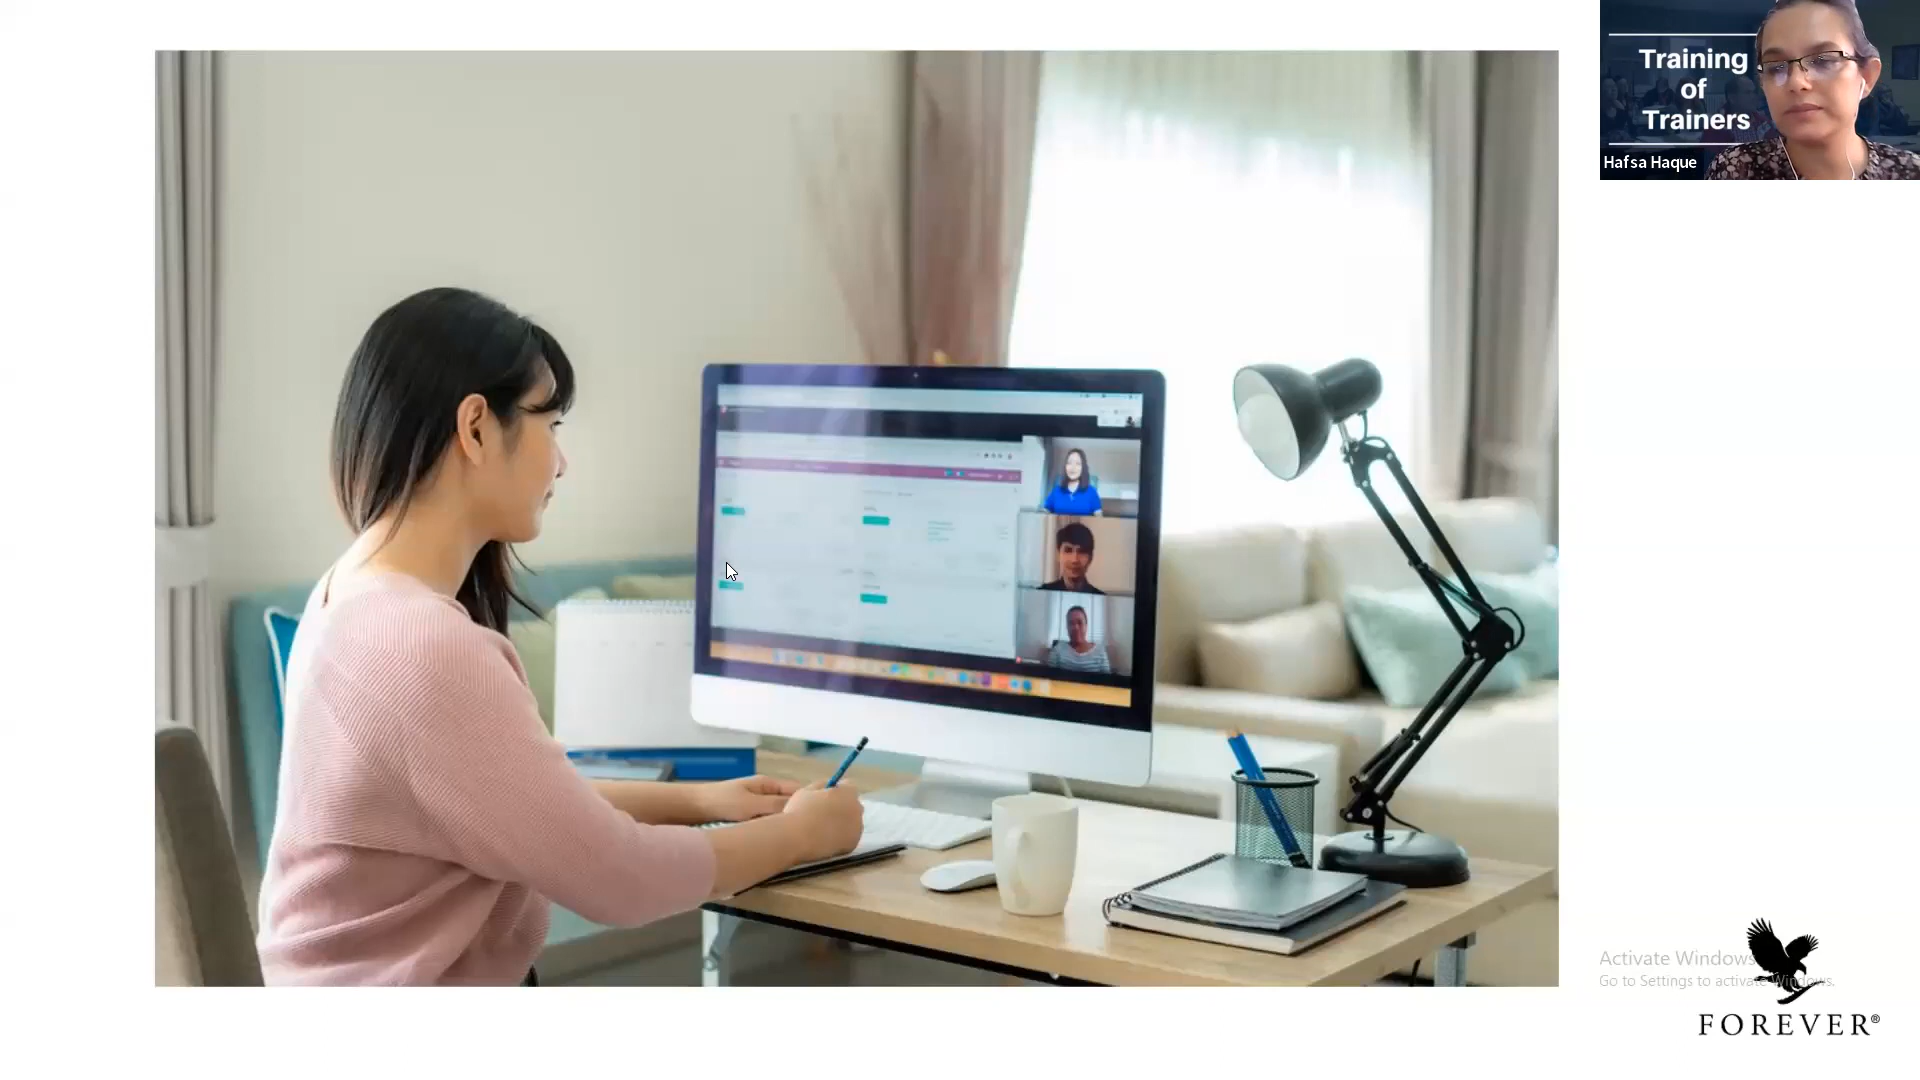 Training
of
Trainers
Hafsa Haque
Activate Windows
Go to Settings to activate Windows.
FOREVER®